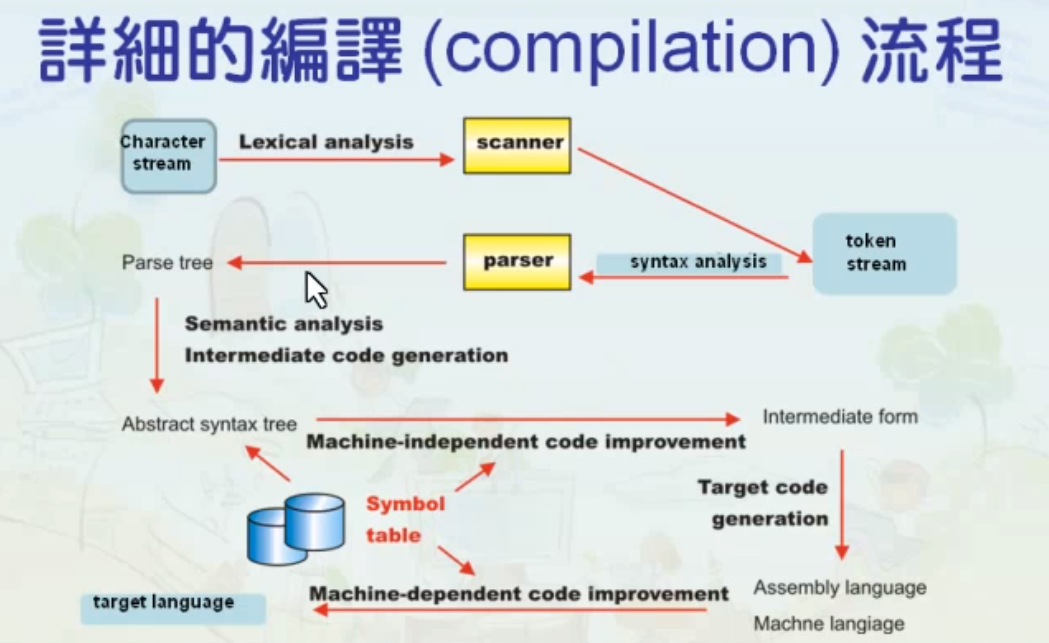 詳細的編譯 (compilation) 流程
Character
stream
Lexical analysis
scanner
token
stream
syntax analysis
parser
Parse tree
Semantic analysis
Intermediate code generation
Abstract syntax tree
Machine-independent code improvement
Intermediate form
Symbol
table
Target code
generation
Assembly language
Machne langiage
Machine-dependent code improvement
target language